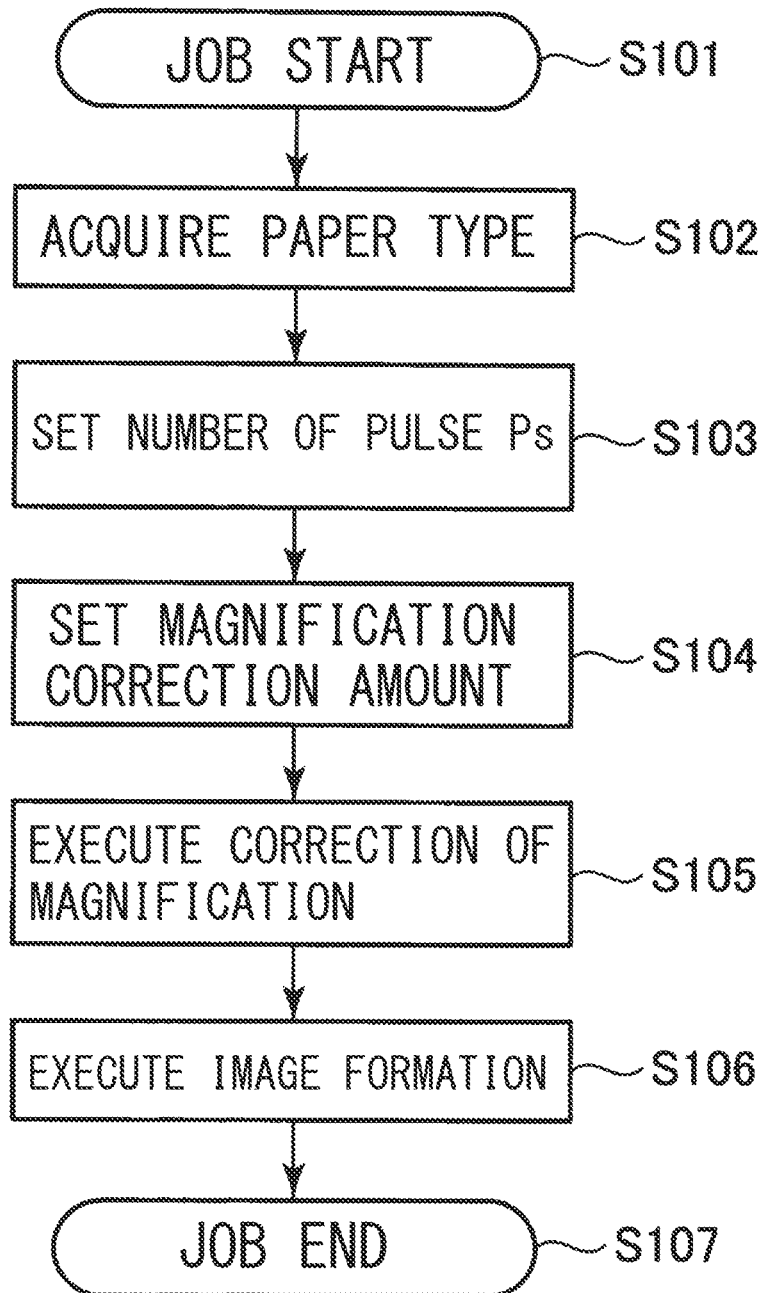 JOB START
S101
ACQUIRE PAPER TYPE
S102
SET NUMBER OF PULSE Ps
S103
SET MAGNIFICATION
CORRECTION AMOUNT
S104
EXECUTE CORRECTION OF
MAGNIFICATION
S105
EXECUTE IMAGE FORMATION
S106
JOB END
S107